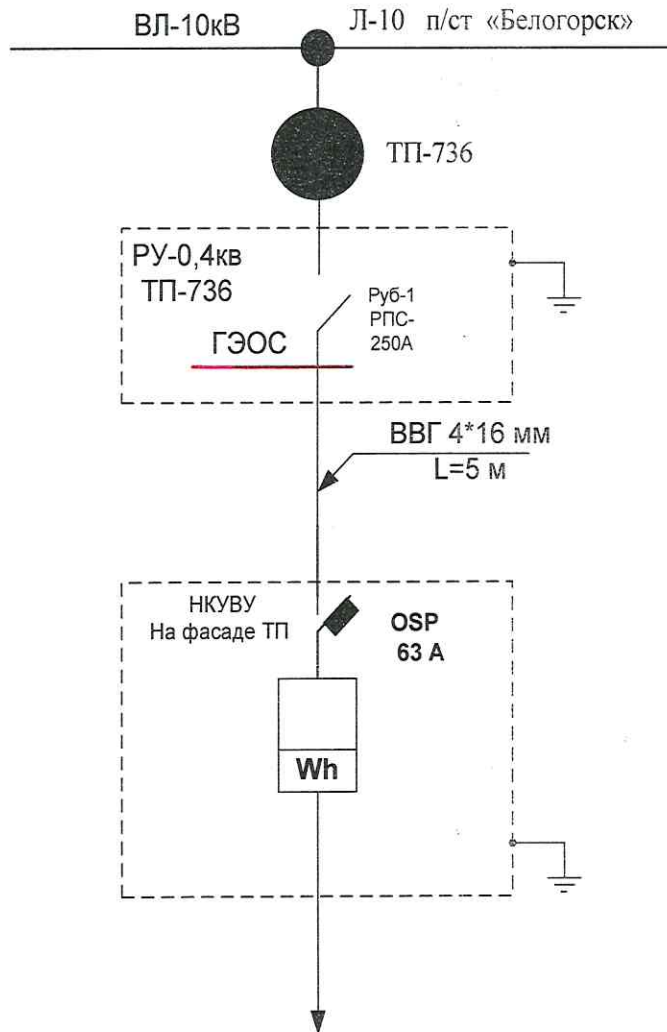 ВЛ-10кВ Л-10 п/ст «Белогорск»
ТП-736
РУ-0,4кв
ТП-736
Руб-1
РПС-
250А
ГЭОС
ВВГ 4*16 мм
L=5 м
НКУВУ
На фасаде ТП
OSP
63 А
Wh